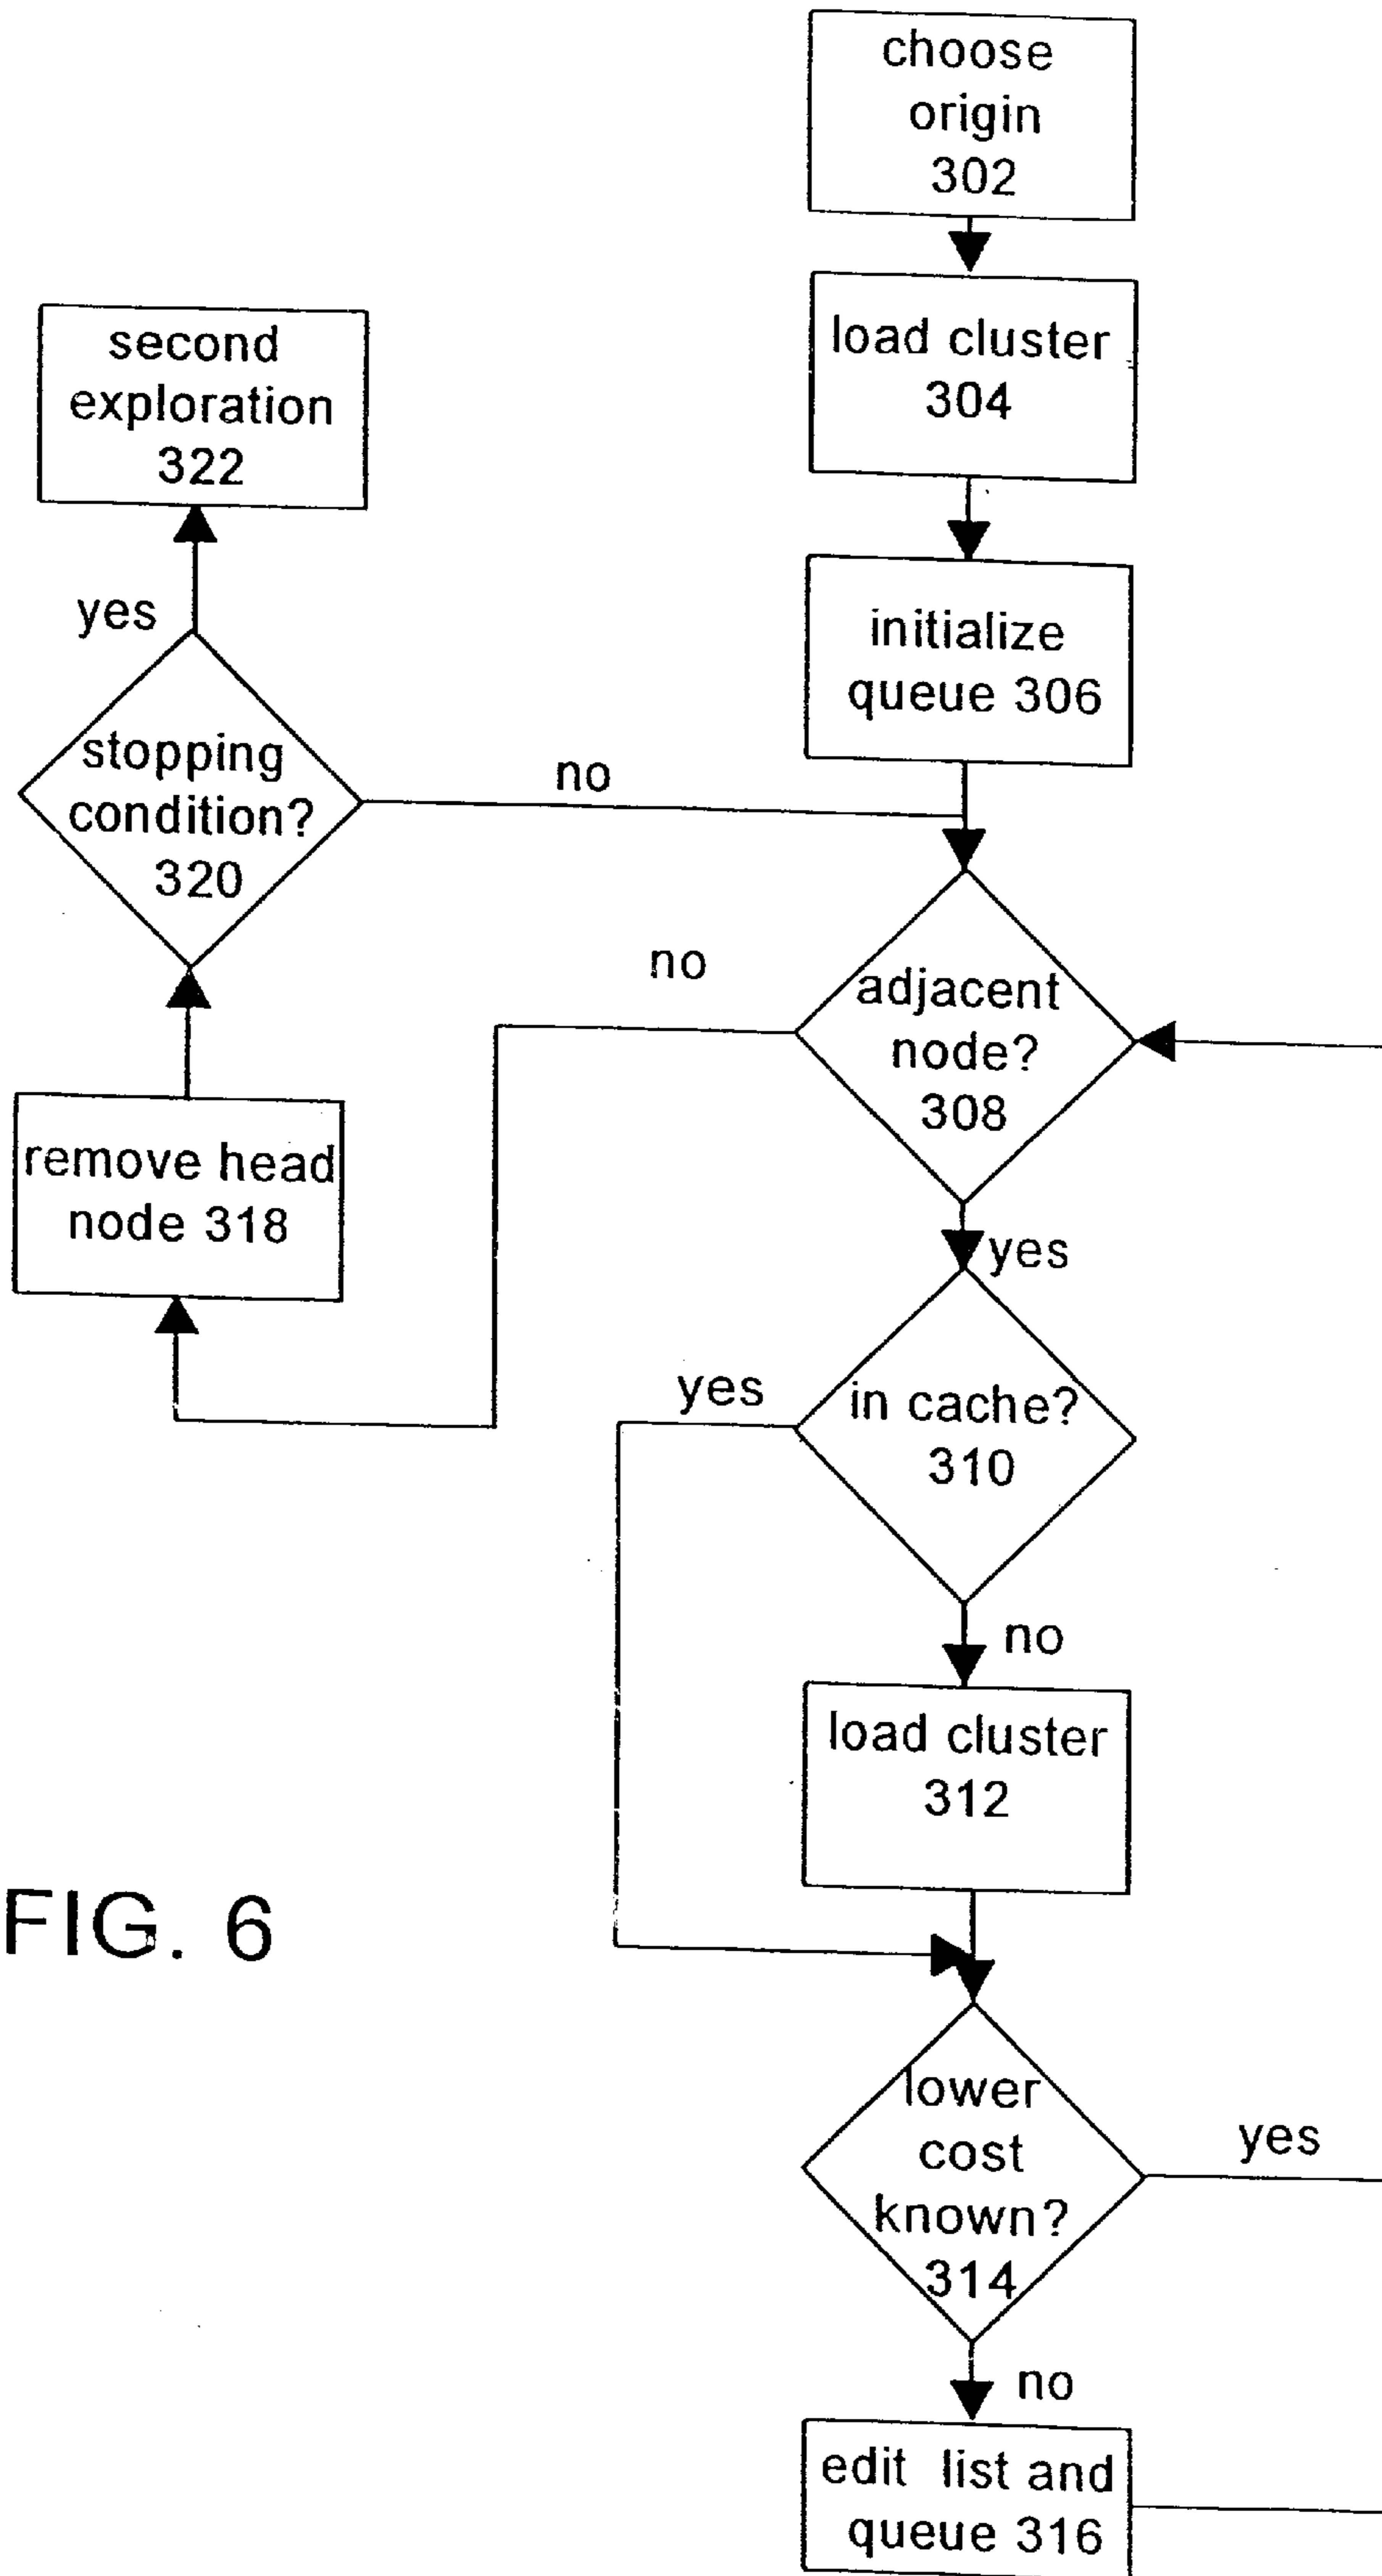 choose
origin
302
load cluster
304
second
exploration
322
initialize
queue 306
yes
stopping
condition?
320
no
no
adjacent
node?
308
remove head
node 318
yes
yes
in cache?
310
no
load cluster
312
FIG. 6
lower
cost
known?
314
yes
no
edit list and
queue 316